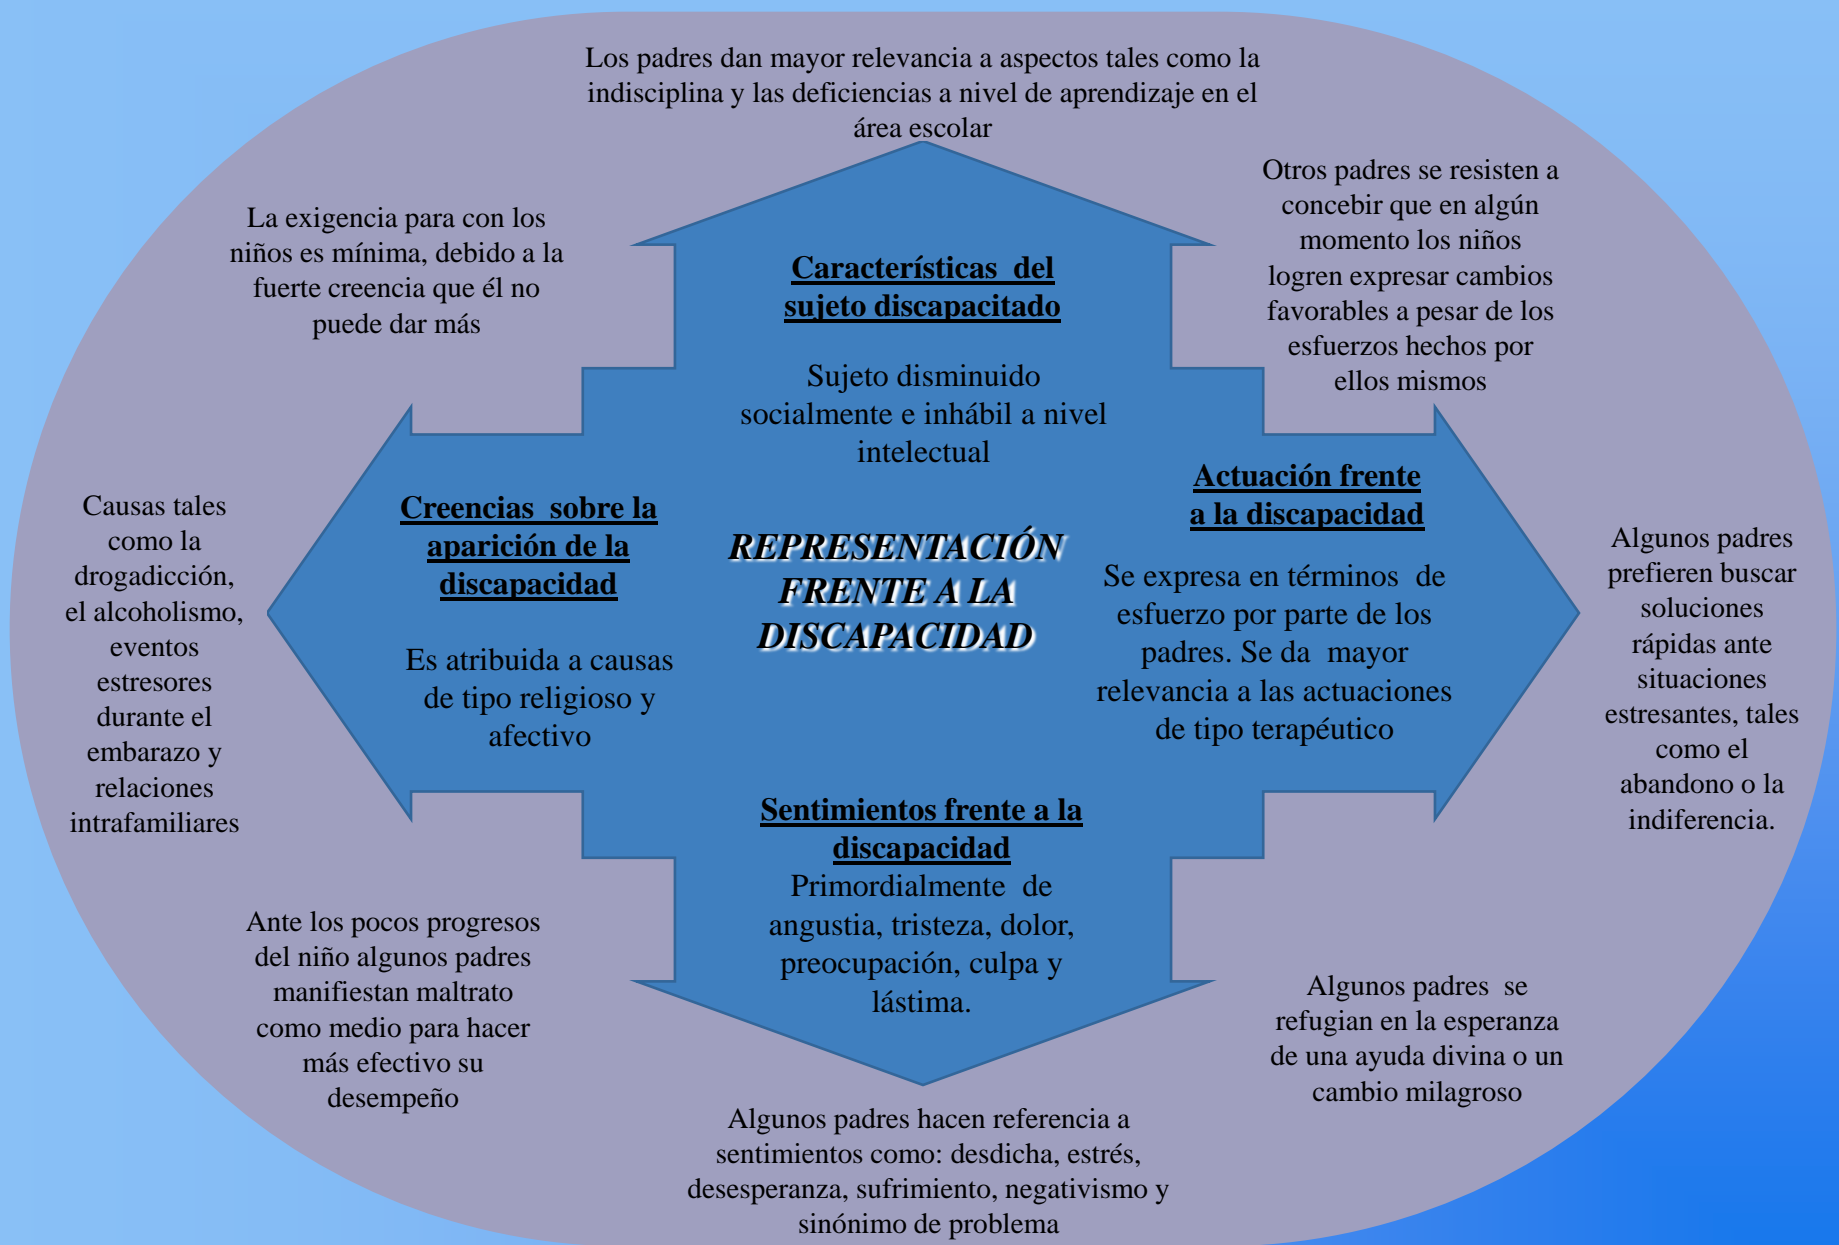 Los padres dan mayor relevancia a aspectos tales como la
indisciplina y las deficiencias a nivel de aprendizaje en el
área escolar
La exigencia para con los
niños es mínima, debido a la
fuerte creencia que él no
puede dar más
Otros padres se resisten a
concebir que en algún
momento los niños
logren expresar cambios
favorables a pesar de los
esfuerzos hechos por
ellos mismos
Características del
sujeto discapacitado
Sujeto disminuido
socialmente e inhábil a nivel
intelectual
Causas tales
como la
drogadicción,
el alcoholismo,
eventos
estresores
durante el
embarazo y
relaciones
intrafamiliares
Creencias sobre la
aparición de la
discapacidad
Es atribuida a causas
de tipo religioso y
afectivo
REPRESENTACIÓN
FRENTE A LA
DISCAPACIDAD
Actuación frente
a la discapacidad
Se expresa en términos de
esfuerzo por parte de los
padres. Se da mayor
relevancia a las actuaciones
de tipo terapéutico
Algunos padres
prefieren buscar
soluciones
rápidas ante
situaciones
estresantes, tales
como el
abandono o la
indiferencia.
Sentimientos frente a la
discapacidad
Primordialmente de
angustia, tristeza, dolor,
preocupación, culpa y
lástima.
Ante los pocos progresos
del niño algunos padres
manifiestan maltrato
como medio para hacer
más efectivo su
desempeño
Algunos padres se
refugian en la esperanza
de una ayuda divina o un
cambio milagroso
Algunos padres hacen referencia a
sentimientos como: desdicha, estrés,
desesperanza, sufrimiento, negativismo y
sinónimo de problema